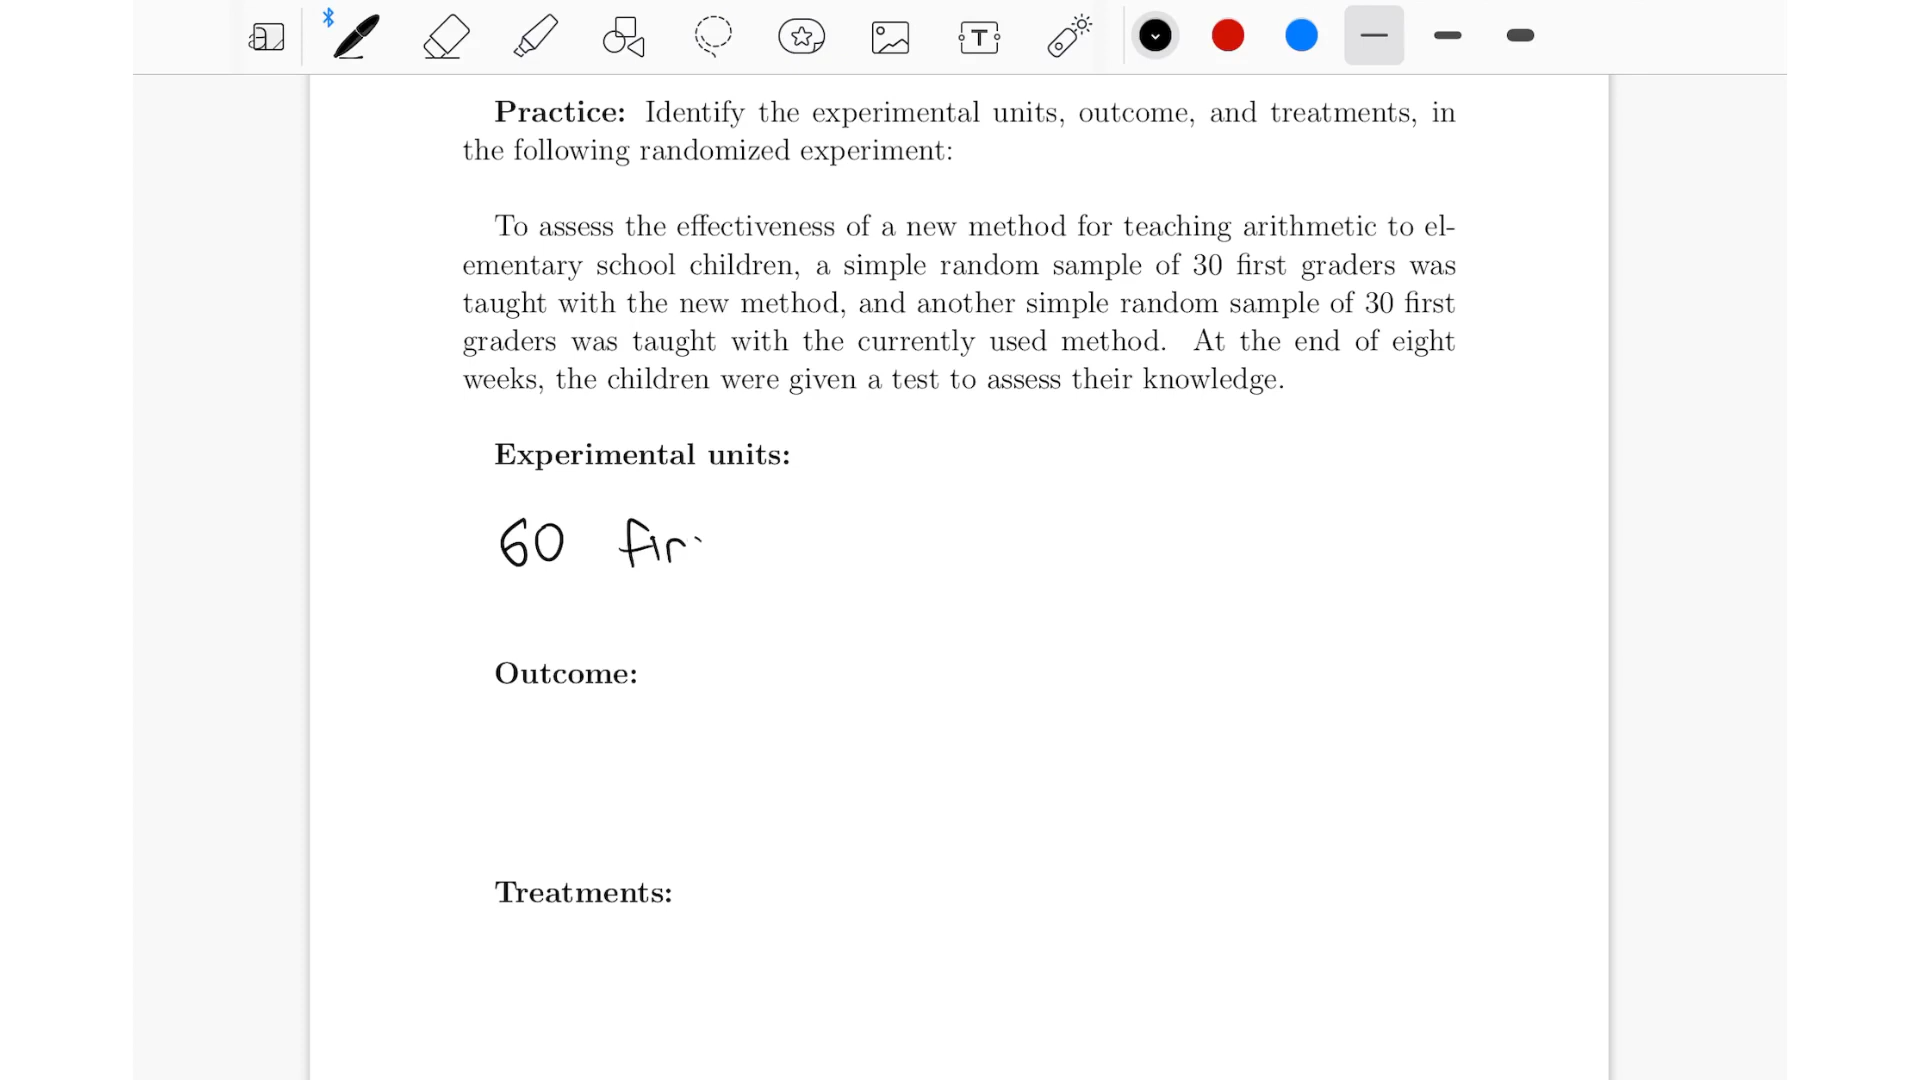 Practice: Identify the experimental units, outcome, and treatments, in
the following randomized experiment:
To assess the effectiveness of a new method for teaching arithmetic to el-
ementary school children, a simple random sample of 30 first graders was
taught with the new method, and another simple random sample of 30 first
graders was taught with the currently used method. At the end of eight
weeks, the children were given a test to assess their knowledge.
Experimental units:
60 fir
Outcome:
Treatments: